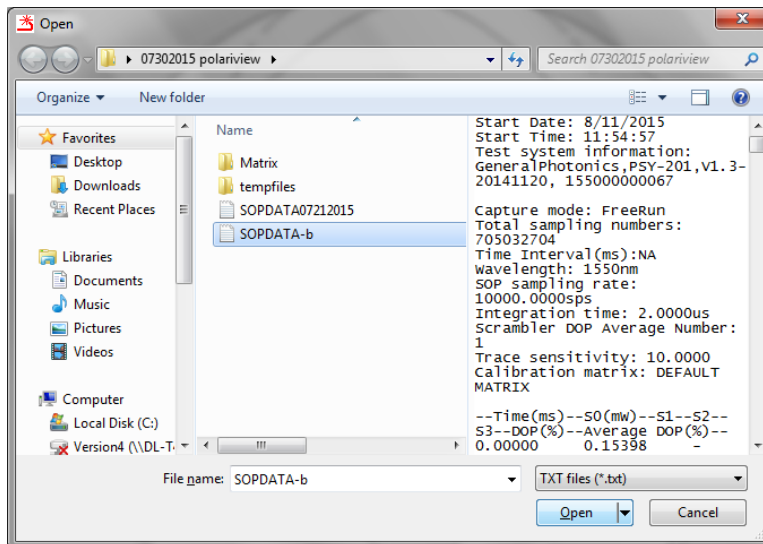 Open
07302015 polariview
Search 07302015 polariview
Organize
New folder
Favorites
Desktop
Downloads
Recent Places
Libraries
Documents
Music
Pictures
Videos
Computer
Local Disk (C:)
Version4 (\\DL-T
Name
Matrix
tempfiles
SOPDATA07212015
SOPDATA-b
Start Date: 8/11/2015
Start Time: 11:54:57
Test system information:
GeneralPhotonics,PSY-201,V1.3-
20141120, 155000000067
Capture mode: FreeRun
Total sampling numbers:
705032704
Time Interval(ms):NA
Wavelength: 1550nm
SOP sampling rate:
10000.0000sps
Integration time: 2.0000us
Scrambler DOP Average Number:
1
Trace sensitivity: 10.0000
Calibration matrix: DEFAULT
MATRIX
--Time(ms)--S0(mW)--S1--S2--
S3--DOP(%)--Average DOP(%)--
0.00000 0.15398 -
File name: SOPDATA-b
TXT files (*.txt)
Open
Cancel